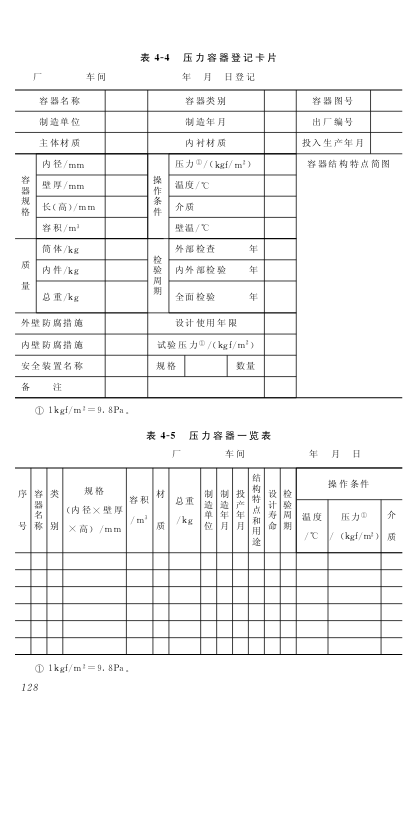 表 4-4 压力容器登记卡片
厂 车间 年 月 日登记
容器名称 容器类别 容器图号
制造单位 制造年月 出厂编号
主体材质 内衬材质 投入生产年月
容器规格 内径/mm 操作条件 压力①/(kgf/m²) 容器结构特点简图
壁厚/mm 温度/℃
长(高)/mm 介质
容积/m³ 壁温/℃
质量 筒体/kg 检验周期 外部检查 年
内件/kg 内外部检验 年
总重/kg 全面检验 年
外壁防腐措施 设计使用年限
内壁防腐措施 试验压力①/(kgf/m²)
安全装置名称 规格 数量
备 注
① 1kgf/m²=9.8Pa。
表 4-5 压力容器一览表
厂 车间 年 月 日
序号 容器名称 类别 规格(内径×壁厚×高)/mm 容积/m³ 材质 总重/kg 制造单位 制造年月 投产年月 结构特点和用途 设计寿命 检验周期 操作条件
温度/℃ 压力①/(kgf/m²) 介质
① 1kgf/m²=9.8Pa。
128